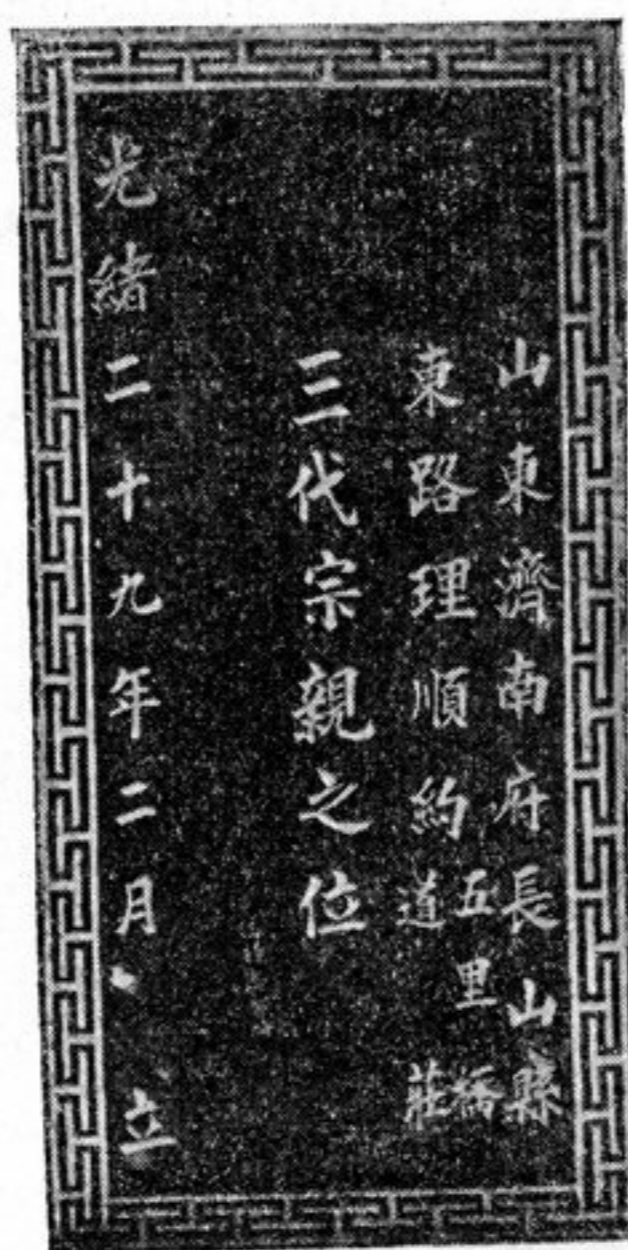 山東濟南府長山縣
東路理順約五里橋
道莊
三代宗親之位
光緒二十九年二月 立